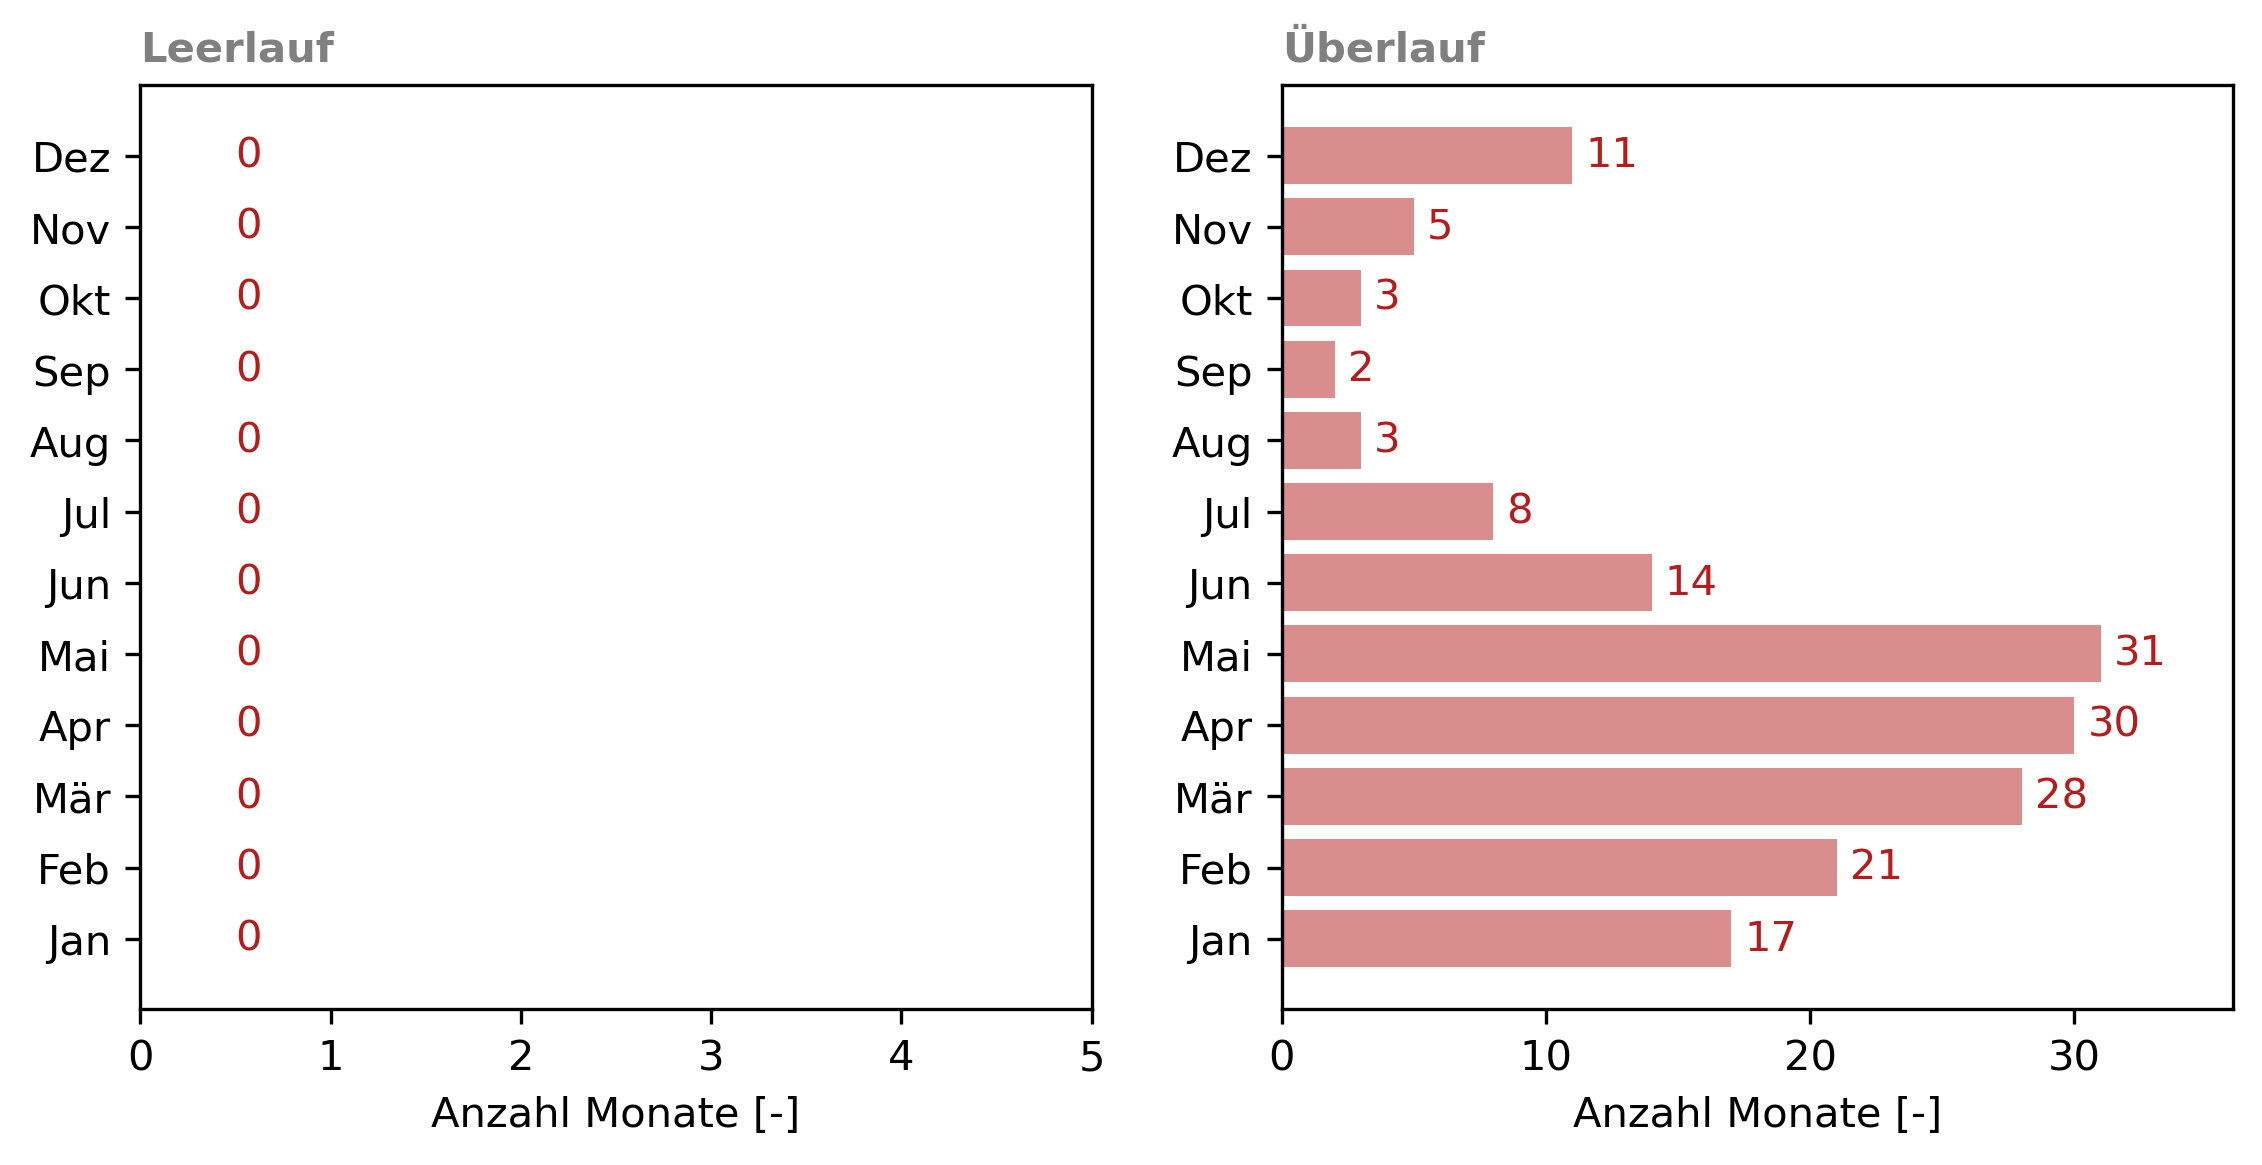 Leerlauf
Dez 0
Nov 0
Okt 0
Sep 0
Aug 0
Jul 0
Jun 0
Mai 0
Apr 0
Mär 0
Feb 0
Jan 0
0 1 2 3 4 5
Anzahl Monate [-]
Überlauf
Dez 11
Nov 5
Okt 3
Sep 2
Aug 3
Jul 8
Jun 14
Mai 31
Apr 30
Mär 28
Feb 21
Jan 17
0 10 20 30
Anzahl Monate [-]